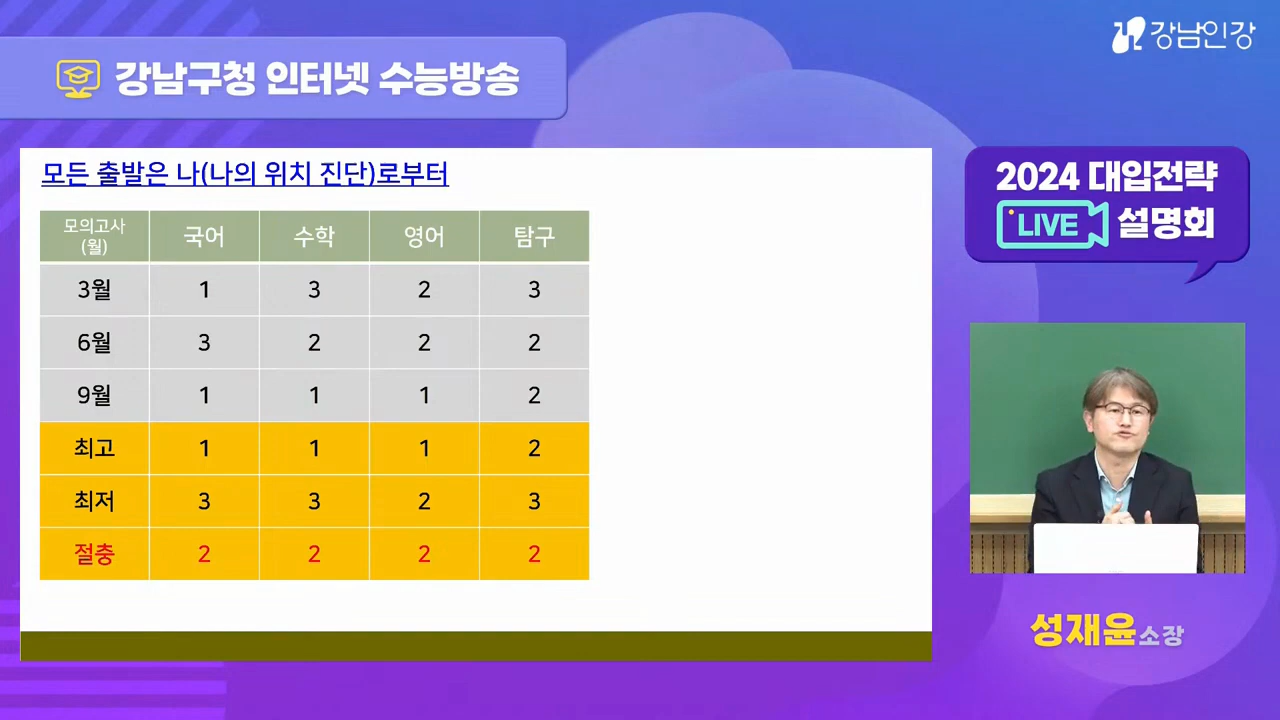 강남인강
강남구청 인터넷 수능방송
모든 출발은 나(나의 위치 진단)로부터
모의고사
(월) 국어 수학 영어 탐구
3월 1 3 2 3
6월 3 2 2 2
9월 1 1 1 2
최고 1 1 1 2
최저 3 3 2 3
절충 2 2 2 2
2024 대입전략
LIVE 설명회
성재윤소장